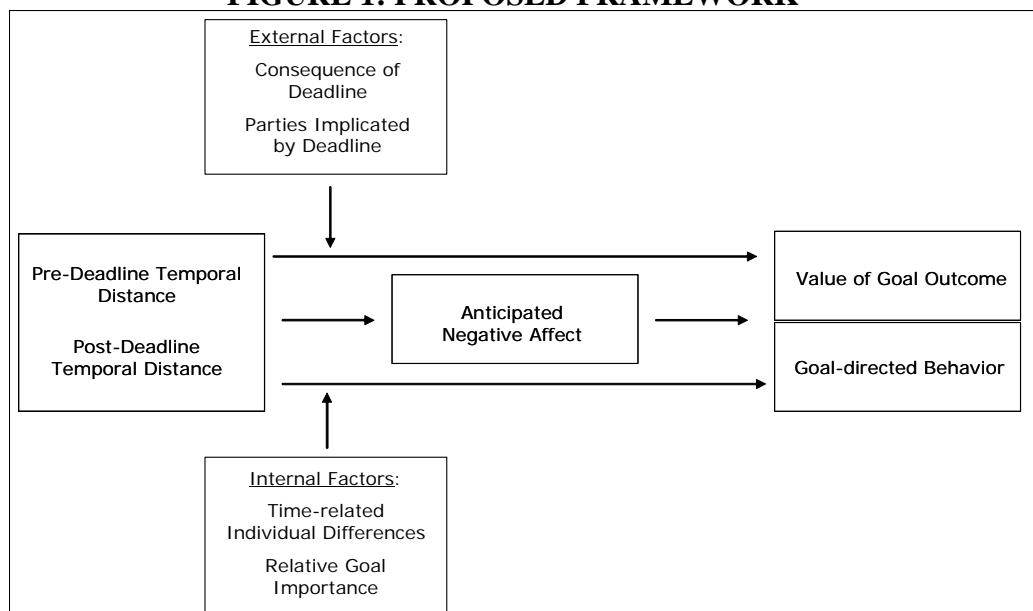 FIGURE 1: PROPOSED FRAMEWORK
External Factors:
Consequence of
Deadline
Parties Implicated
by Deadline
Pre-Deadline Temporal
Distance
Post-Deadline
Temporal Distance
Anticipated
Negative Affect
Value of Goal Outcome
Goal-directed Behavior
Internal Factors:
Time-related
Individual Differences
Relative Goal
Importance